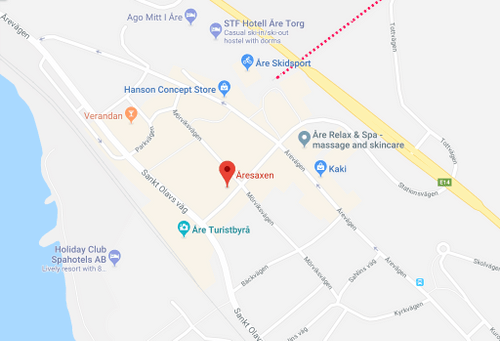 Årevägen
Ago Mitt I Åre
STF Hotell Åre Torg
Casual ski-in/ski-out
hostel with dorms
Tottvägen
Åre Skidsport
Hanson Concept Store
Verandan
Parkvägen
Mörviksvägen
Årevägen
Åre Relax & Spa -
massage and skincare
Tottvägen
Kaki
Åresaxen
E14
Stationsvägen
Sankt Olavs väg
Mörviksvägen
Årevägen
Åre Turistbyrå
Holiday Club
Spahotels AB
Lively resort with 8...
Bäckvägen
Mörviksvägen
Sahlins väg
Årevägen
Skolvägen
Kyrkvägen
Kurortsvägen
Sankt Olavs väg